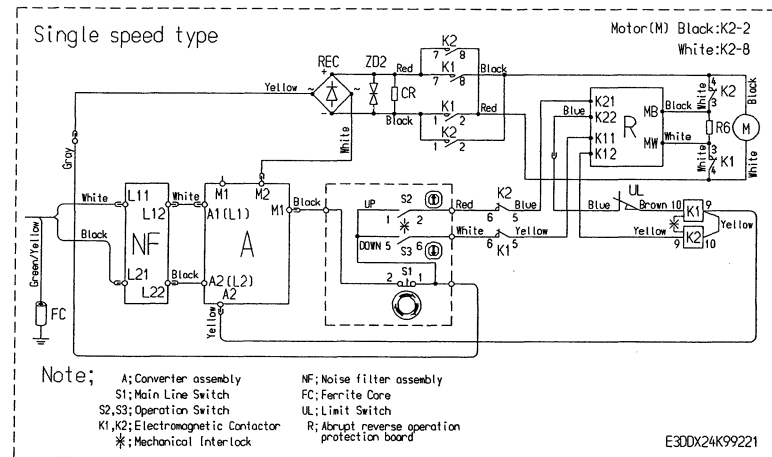 Single speed type
Motor(M) Black:K2-2
White:K2-8
REC
ZD2
K2
7 8
Red
Black
K1
7 8
Yellow
+
~ ~
-
CR
K1
1 2
Red
Black
K2
1 2
White
K21
K22
K11
K12
R
MB
MW
Blue
Black
White
White
4
3
K2
R6
M
Black
White
White
3
4
K1
Gray
White
L11
L12
White
Black
NF
L21
L22
Black
Green/Yellow
FC
M1
M2
A1(L1)
M1
A
A2(L2)
A2
Yellow
Black
UP
S2
1 2
DOWN
5 6
S3
S1
2 1
Red
K2
6 5
Blue
White
6 5
K1
Yellow
UL
Blue
Brown
10
K1
9
Yellow
9
K2
10
Yellow
Note;
A;Converter assembly
S1;Main Line Switch
S2,S3;Operation Switch
K1,K2;Electromagnetic Contactor
※;Mechanical Interlock
NF;Noise filter assembly
FC;Ferrite Core
UL;Limit Switch
R;Abrupt reverse operation
protection board
E3DDX24K99221